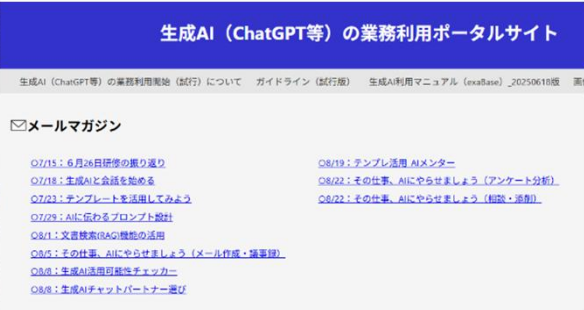 生成AI（ChatGPT等）の業務利用ポータルサイト
生成AI（ChatGPT等）の業務利用開始（試行）について　ガイドライン（試行版）　生成AI利用マニュアル（exaBase）_20250618版
メールマガジン
○7/15：６月26日研修の振り返り
○7/18：生成AIと会話を始める
○7/23：テンプレートを活用してみよう
○7/29：AIに伝わるプロンプト設計
○8/1：文書検索(RAG)機能の活用
○8/5：その仕事、AIにやらせましょう（メール作成・議事録）
○8/8：生成AI活用可能性チェッカー
○8/8：生成AIチャットパートナー選び
○8/19：テンプレ活用 AIメンター
○8/22：その仕事、AIにやらせましょう（アンケート分析）
○8/22：その仕事、AIにやらせましょう（相談・添削）